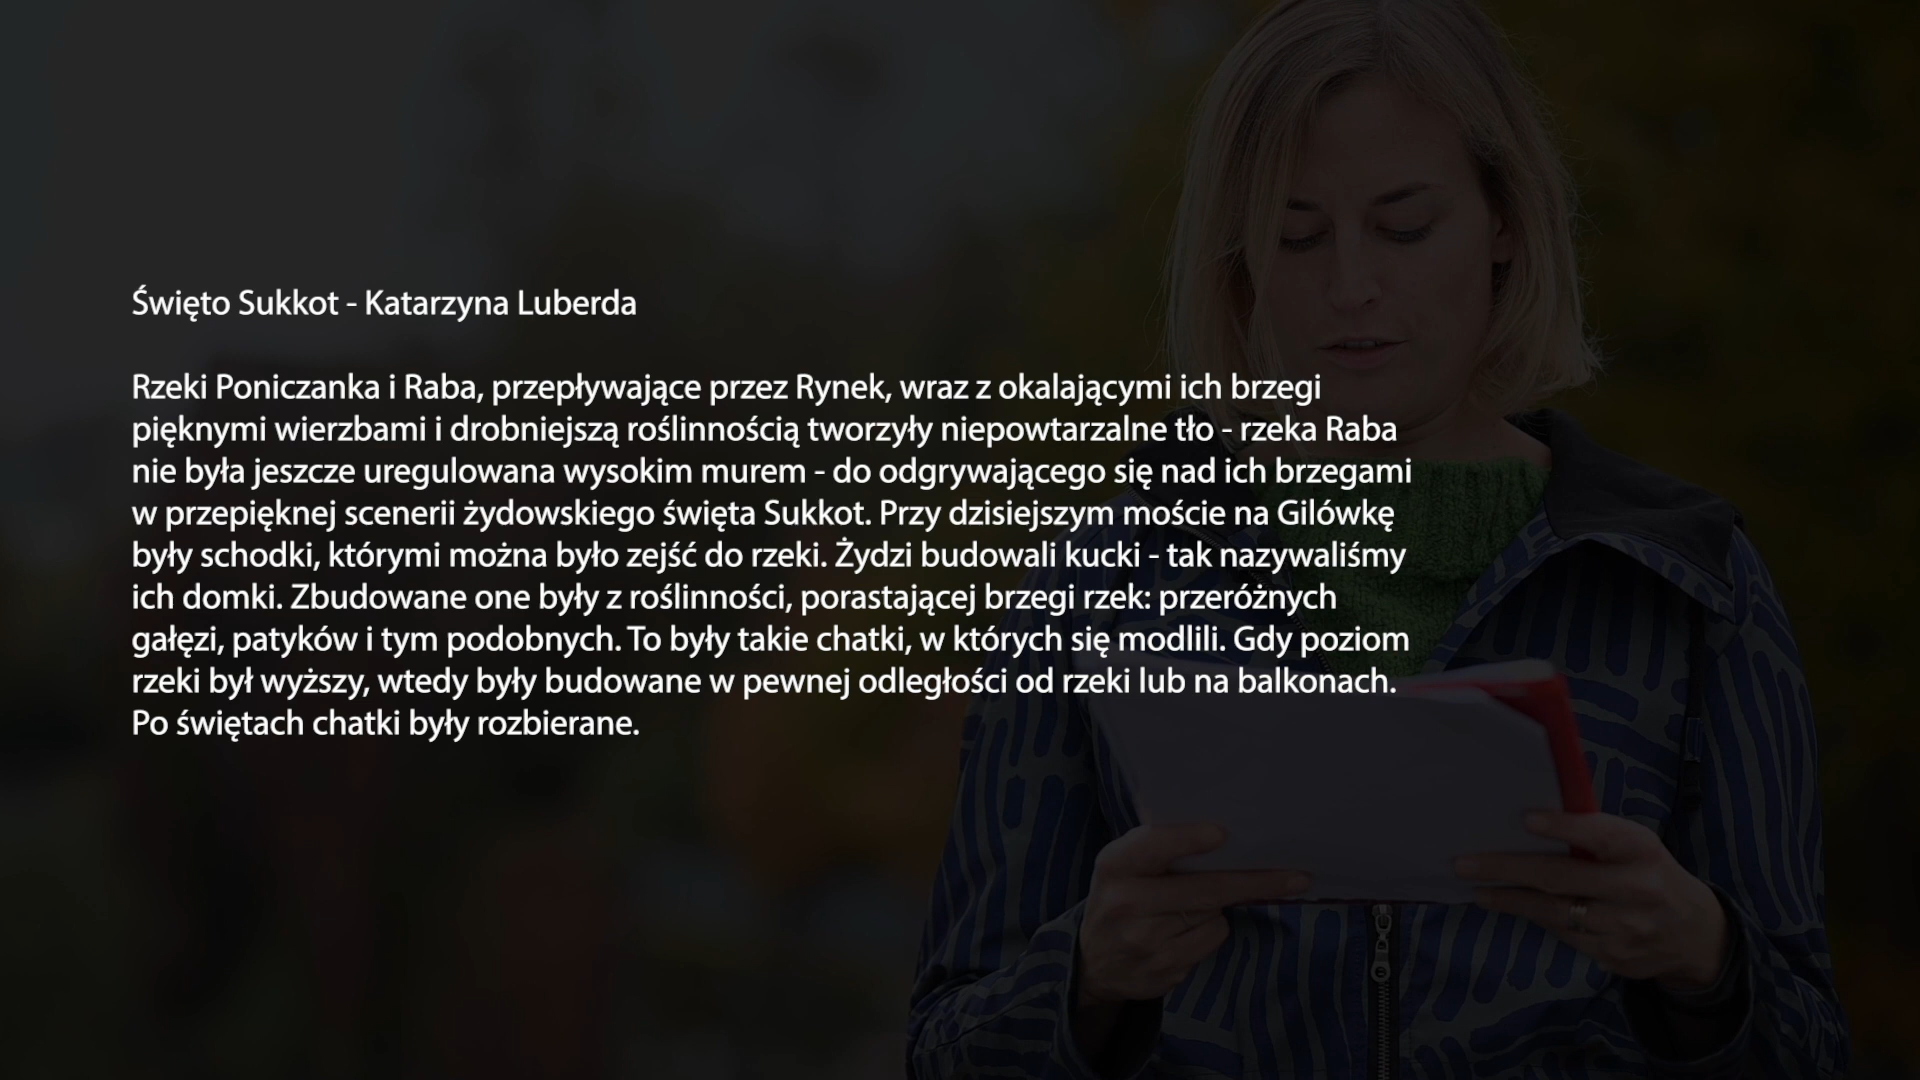 Święto Sukkot - Katarzyna Luberda
Rzeki Poniczanka i Raba, przepływające przez Rynek, wraz z okalającymi ich brzegi
pięknymi wierzbami i drobniejszą roślinnością tworzyły niepowtarzalne tło - rzeka Raba
nie była jeszcze uregulowana wysokim murem - do odgrywającego się nad ich brzegami
w przepięknej scenerii żydowskiego święta Sukkot. Przy dzisiejszym moście na Gilówkę
były schodki, którymi można było zejść do rzeki. Żydzi budowali kucki - tak nazywaliśmy
ich domki. Zbudowane one były z roślinności, porastającej brzegi rzek: przeróżnych
gałęzi, patyków i tym podobnych. To były takie chatki, w których się modlili. Gdy poziom
rzeki był wyższy, wtedy były budowane w pewnej odległości od rzeki lub na balkonach.
Po świętach chatki były rozbierane.